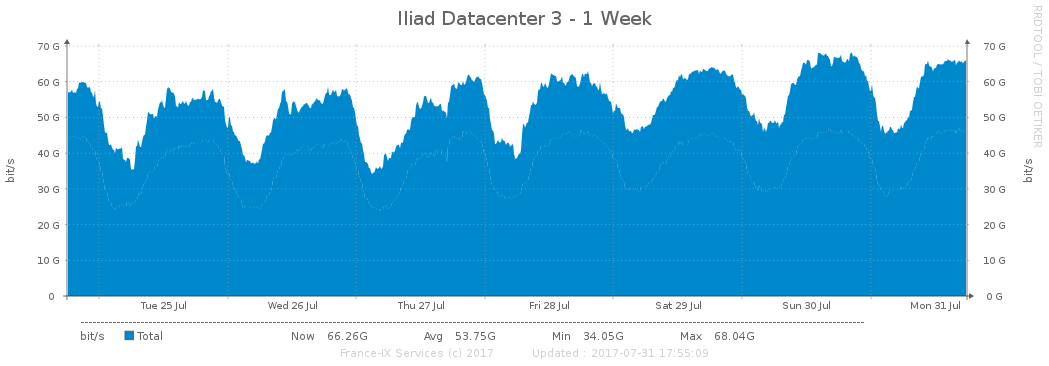 Iliad Datacenter 3 - 1 Week
RRDTOOL / TOBI OETIKER
70 G 70 G
60 G 60 G
50 G 50 G
40 G 40 G
30 G 30 G
20 G 20 G
10 G 10 G
0 0 G
bit/s bit/s
Tue 25 Jul Wed 26 Jul Thu 27 Jul Fri 28 Jul Sat 29 Jul Sun 30 Jul Mon 31 Jul
bit/s Total Now 66.26G Avg 53.75G Min 34.05G Max 68.04G
France-IX Services (c) 2017 Updated : 2017-07-31 17:55:09